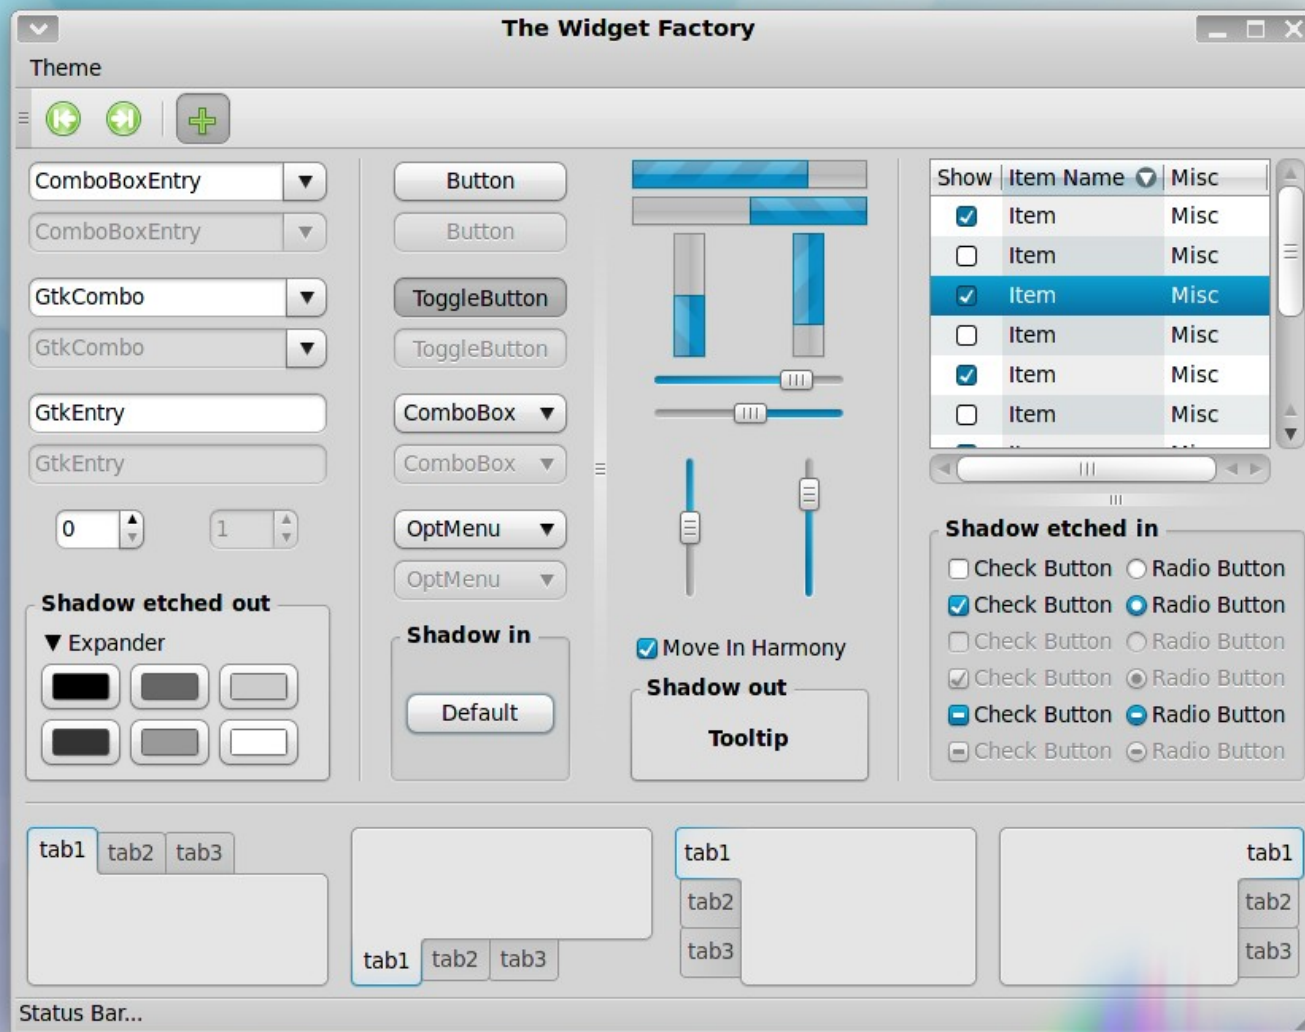 The Widget Factory
Theme
ComboBoxEntry
ComboBoxEntry
GtkCombo
GtkCombo
GtkEntry
GtkEntry
0 1
Shadow etched out
Expander
Button
Button
ToggleButton
ToggleButton
ComboBox
ComboBox
OptMenu
OptMenu
Shadow in
Default
Move In Harmony
Shadow out
Tooltip
Show Item Name Misc
Item Misc
Item Misc
Item Misc
Item Misc
Item Misc
Item Misc
Shadow etched in
Check Button Radio Button
Check Button Radio Button
Check Button Radio Button
Check Button Radio Button
Check Button Radio Button
Check Button Radio Button
tab1 tab2 tab3
tab1 tab2 tab3
tab1
tab2
tab3
tab1
tab2
tab3
Status Bar...